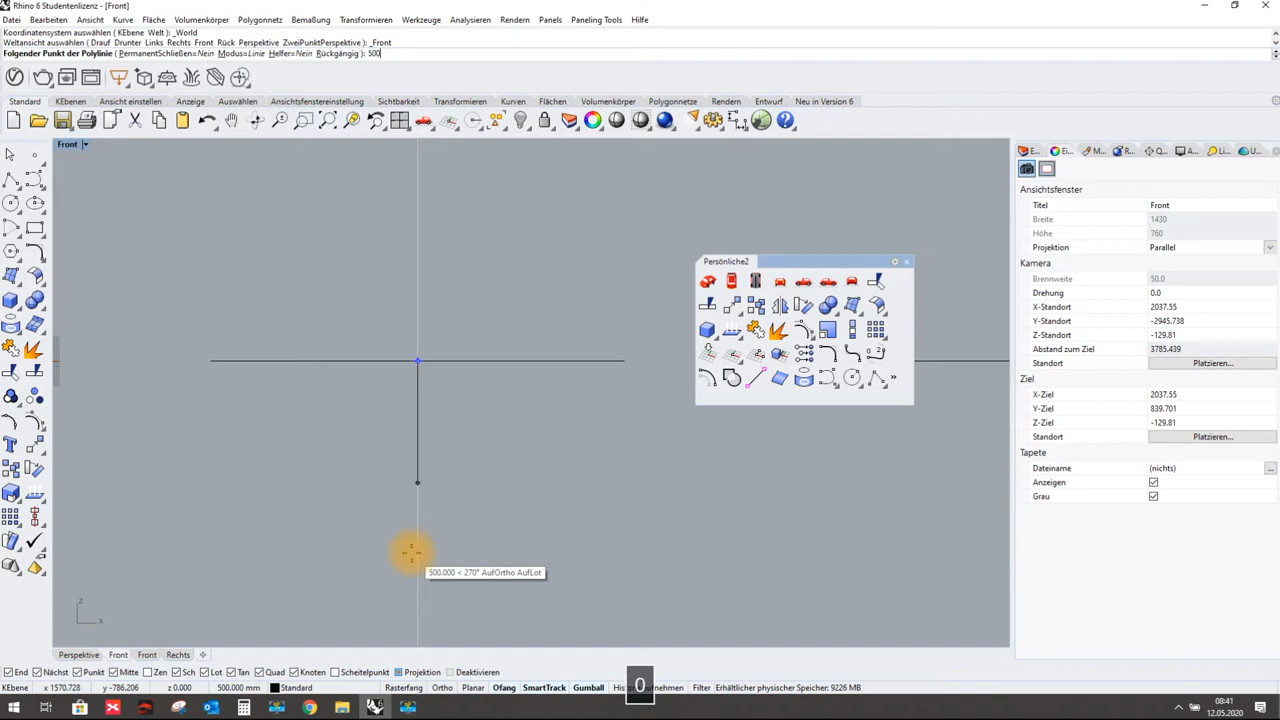 Rhino 6 Studentenlizenz - [Front]
Datei Bearbeiten Ansicht Kurve Fläche Volumenkörper Polygonnetz Bemaßung Transformieren Werkzeuge Analysieren Rendern Panels Paneling Tools Hilfe
Koordinatensystem auswählen ( KEbene Welt ): _World
Weltansicht auswählen ( Drauf Drunter Links Rechts Front Rück Perspektive ZweiPunktPerspektive ): _Front
Folgender Punkt der Polylinie ( PermanentSchließen=Nein Modus=Linie Helfer=Nein Rückgängig ): 500
Standard KEbenen Ansicht einstellen Anzeige Auswählen Ansichtsfenstereinstellung Sichtbarkeit Transformieren Kurven Flächen Volumenkörper Polygonnetze Rendern Entwurf Neu in Version 6
Front
E... Ei... M... R... Q... A... Li... U...
Ansichtsfenster
Titel Front
Breite 1430
Höhe 760
Projektion Parallel
Kamera
Brennweite 50.0
Drehung 0.0
X-Standort 2037.55
Y-Standort -2945.738
Z-Standort -129.81
Abstand zum Ziel 3785.439
Standort Platzieren...
Ziel
X-Ziel 2037.55
Y-Ziel 839.701
Z-Ziel -129.81
Standort Platzieren...
Tapete
Dateiname (nichts) ...
Anzeigen
Grau
Persönliche2
»
500.000 < 270° AufOrtho AufLot
z
x
Perspektive Front Front Rechts
End Nächst Punkt Mitte Zen Sch Lot Tan Quad Knoten Scheitelpunkt Projektion Deaktivieren
0
KEbene x 1570.728 y -786.206 z 0.000 500.000 mm Standard Rasterfang Ortho Planar Ofang SmartTrack Gumball Filter Erhältlicher physischer Speicher: 9226 MB
08:41
12.05.2020